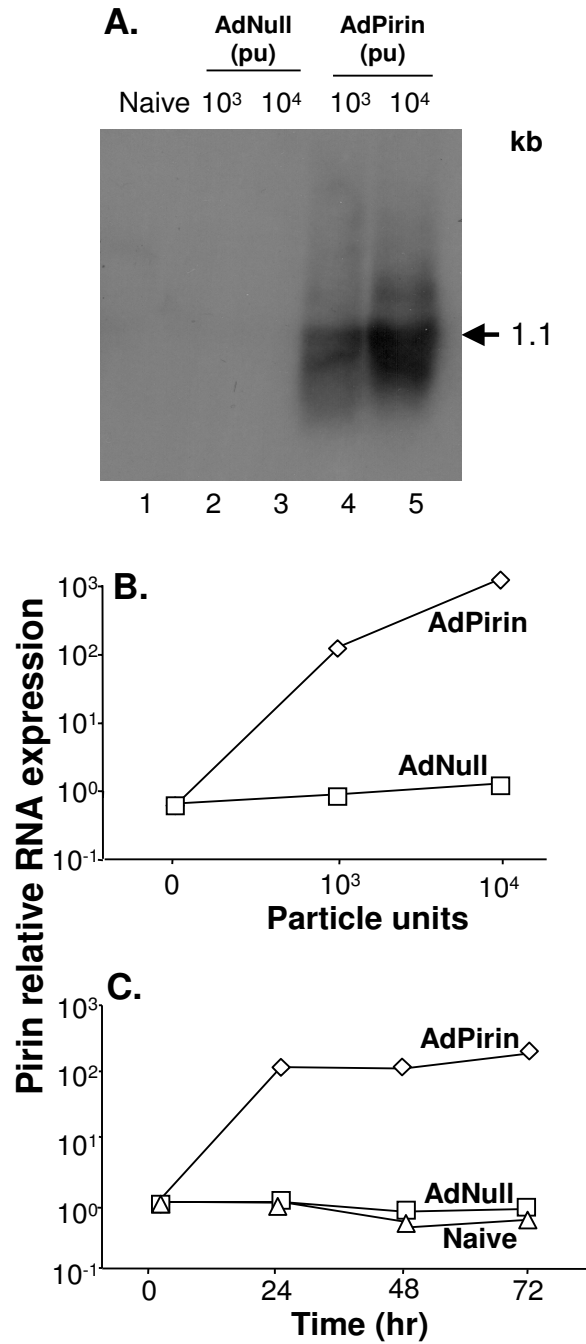 A.
AdNull AdPirin
(pu) (pu)
Naive 10³ 10⁴ 10³ 10⁴
kb
1.1
1 2 3 4 5
Pirin relative RNA expression
B.
10³
10²
10¹
10⁰
10⁻¹
AdPirin
AdNull
0 10³ 10⁴
Particle units
C.
10³
10²
10¹
10⁰
10⁻¹
AdPirin
AdNull
Naive
0 24 48 72
Time (hr)